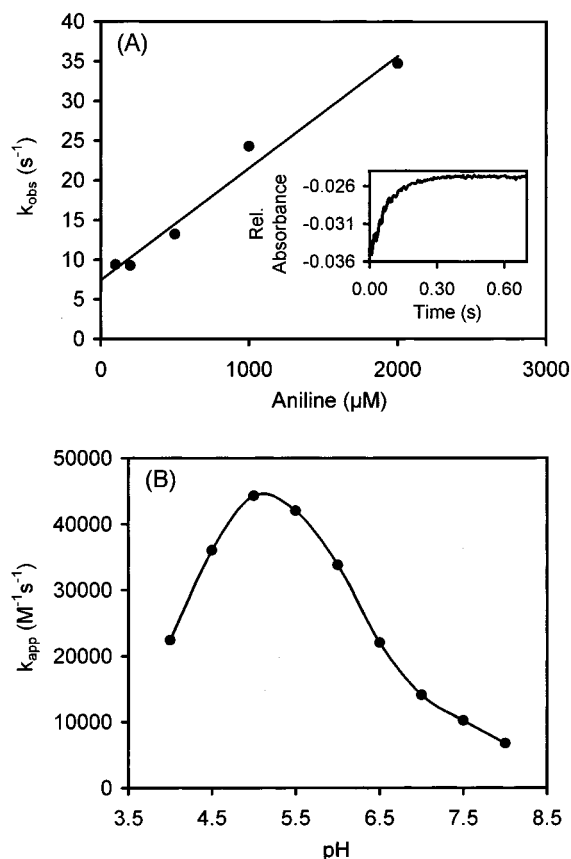 (A)
40
35
30
25
20
15
10
5
0
k_obs (s⁻¹)
0 1000 2000 3000
Aniline (µM)
-0.026
-0.031
-0.036
Rel.
Absorbance
0.00 0.30 0.60
Time (s)
(B)
50000
40000
30000
20000
10000
0
k_app (M⁻¹s⁻¹)
3.5 4.5 5.5 6.5 7.5 8.5
pH